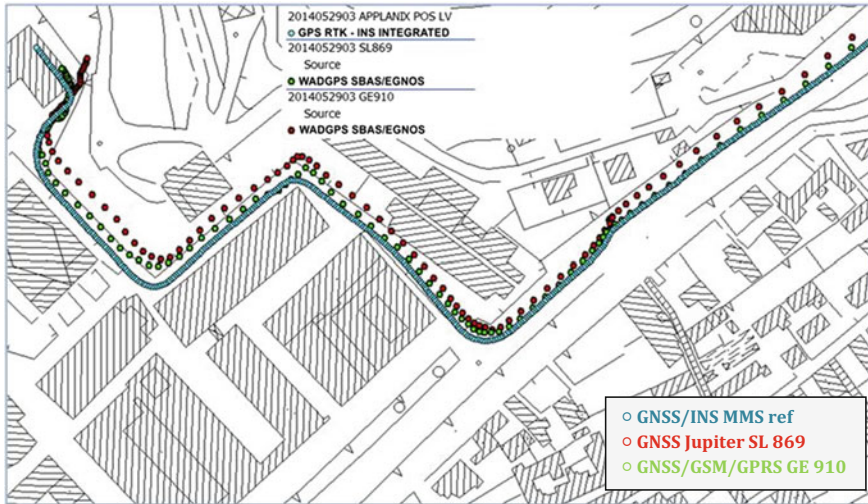 2014052903 APPLANIX POS LV
GPS RTK - INS INTEGRATED
2014052903 SL869
Source
WADGPS SBAS/EGNOS
2014052903 GE910
Source
WADGPS SBAS/EGNOS
GNSS/INS MMS ref
GNSS Jupiter SL 869
GNSS/GSM/GPRS GE 910